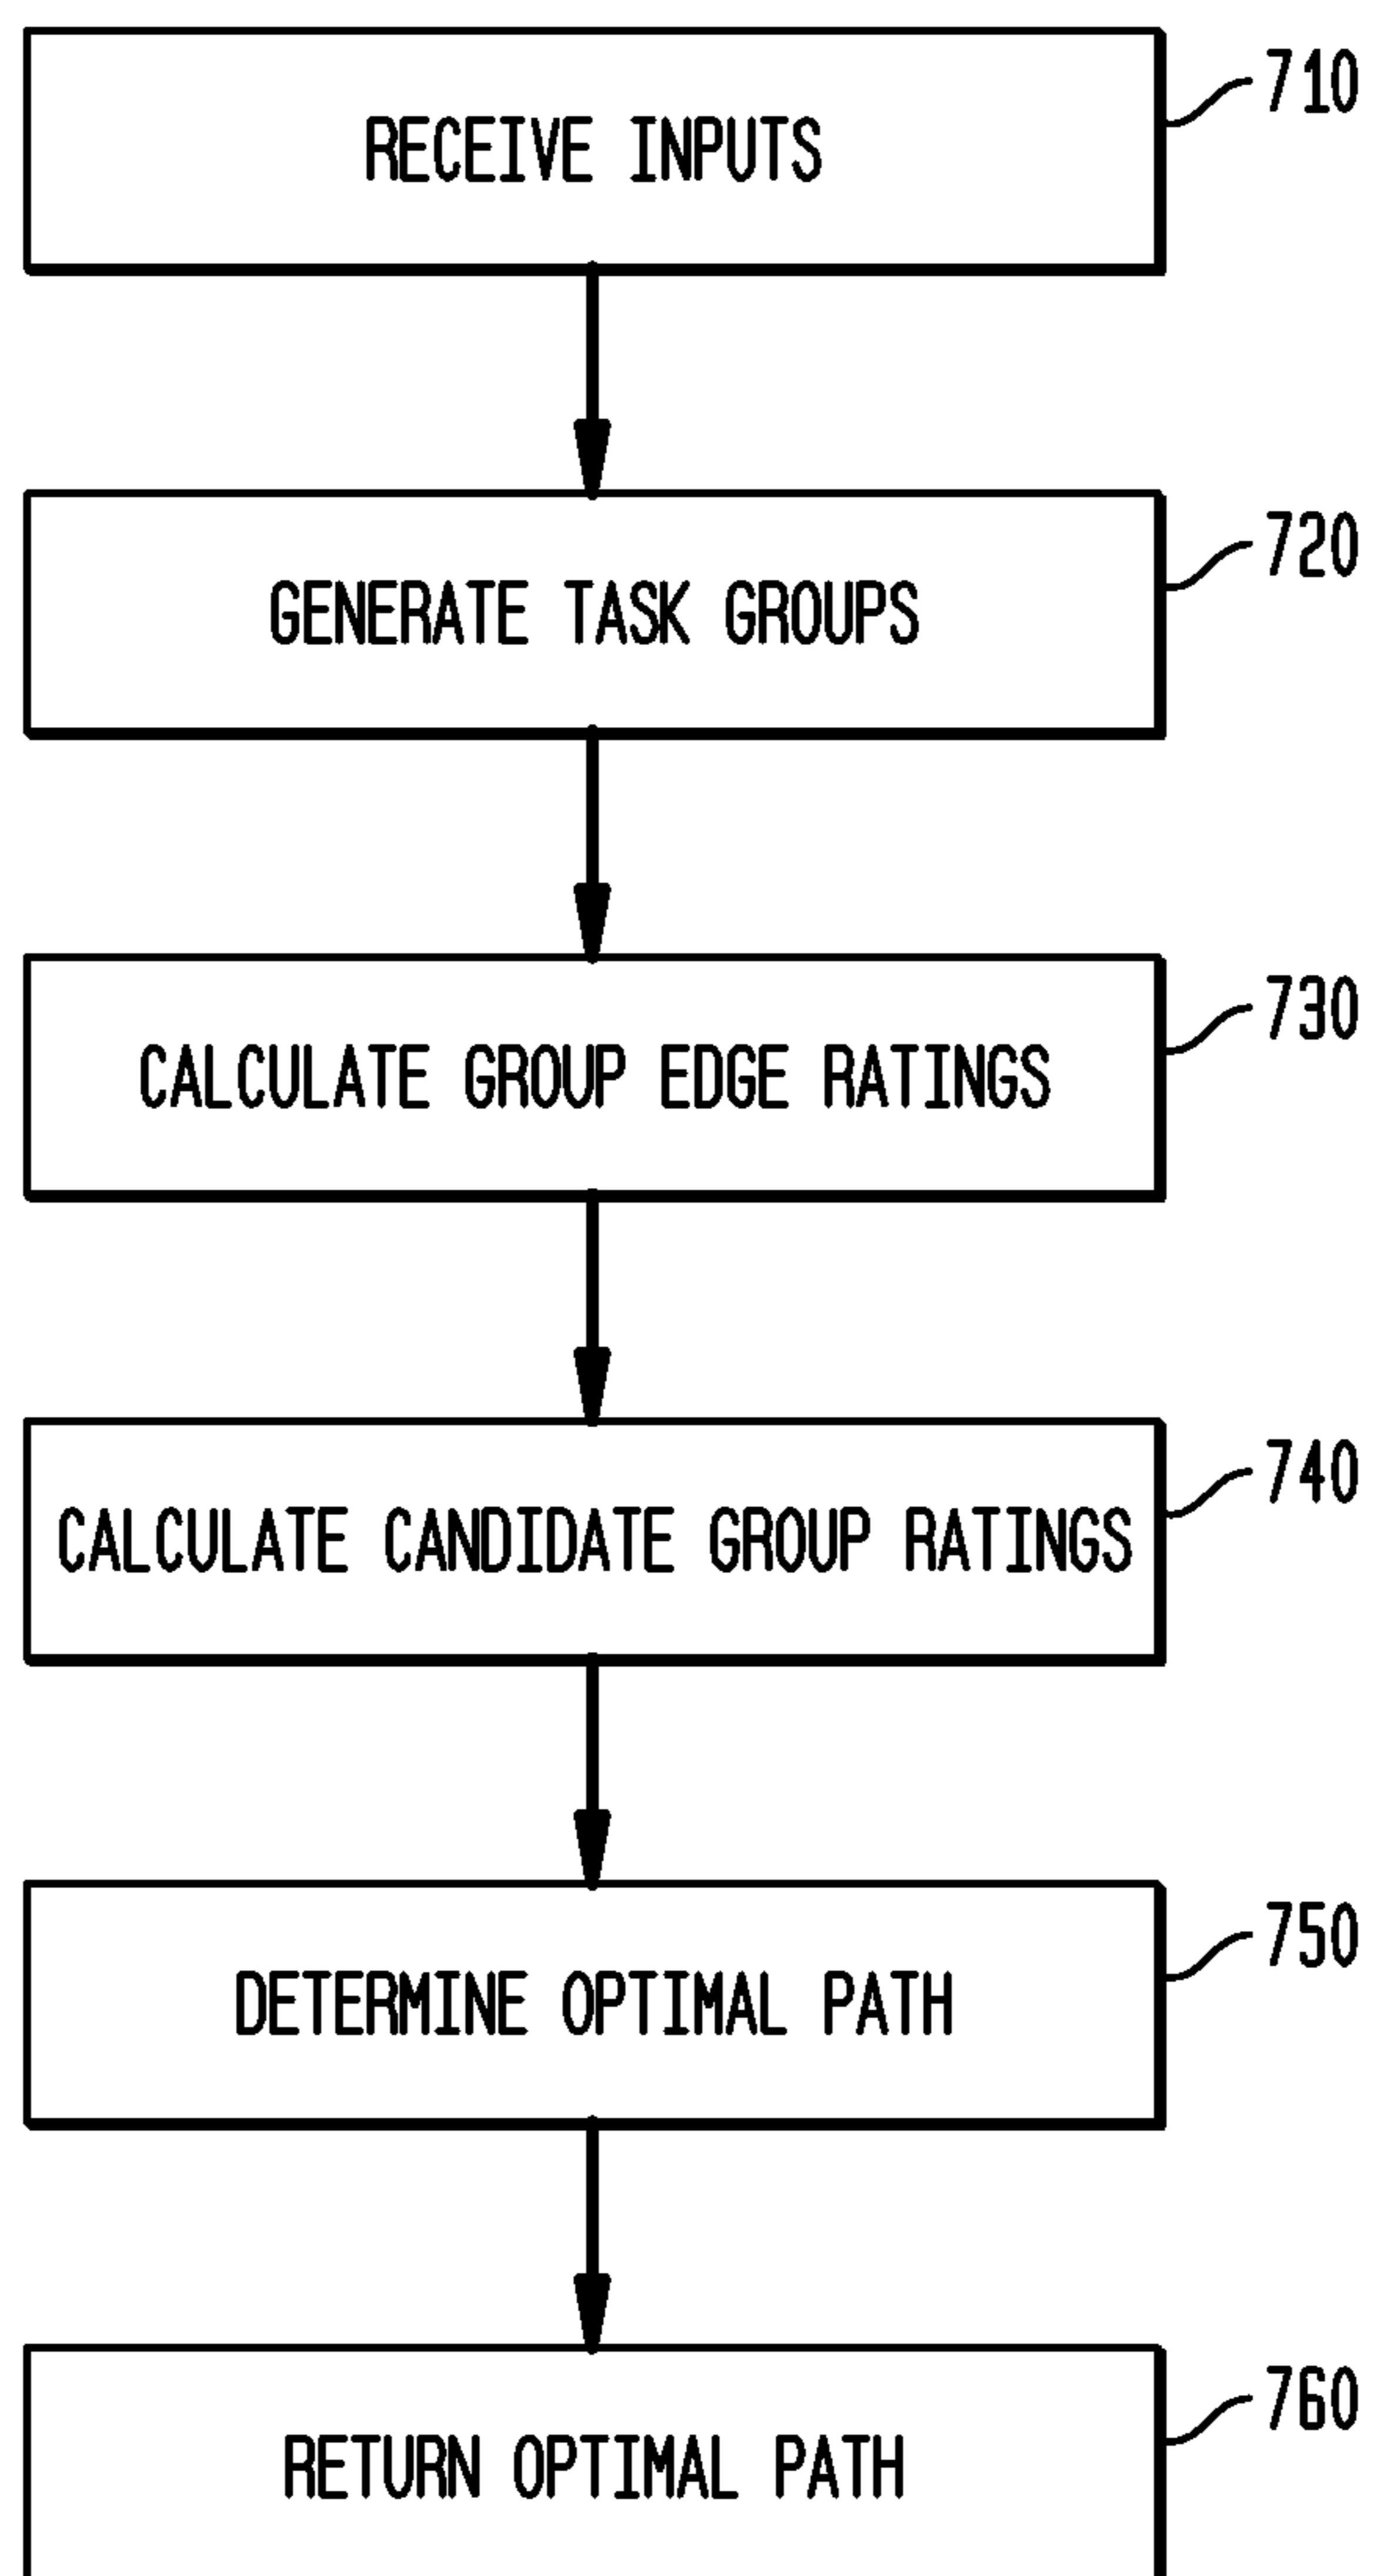 RECEIVE INPUTS
710
GENERATE TASK GROUPS
720
CALCULATE GROUP EDGE RATINGS
730
CALCULATE CANDIDATE GROUP RATINGS
740
DETERMINE OPTIMAL PATH
750
RETURN OPTIMAL PATH
760